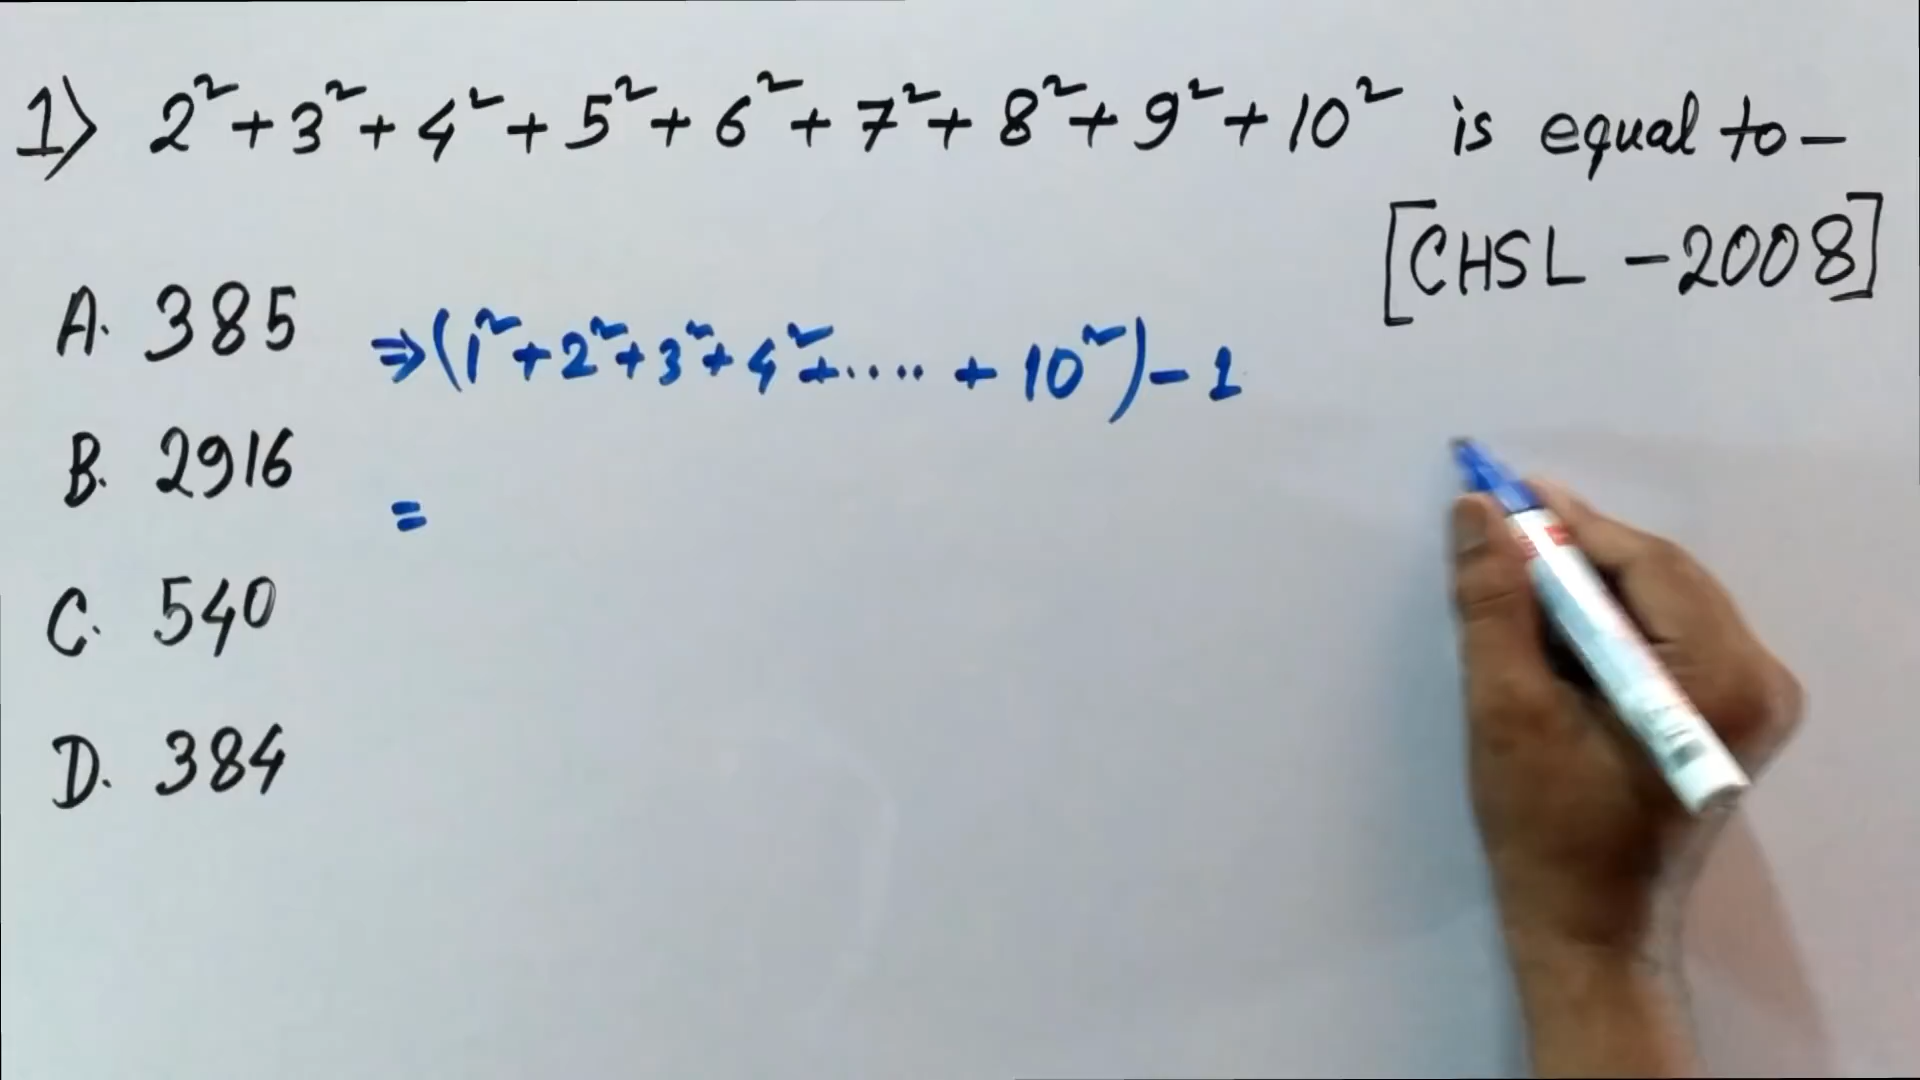 1) 2² + 3² + 4² + 5² + 6² + 7² + 8² + 9² + 10² is equal to –
[CHSL - 2008]
A. 385
⇒ (1² + 2² + 3² + 4² + ..... + 10²) - 1
B. 2916
=
C. 540
D. 384